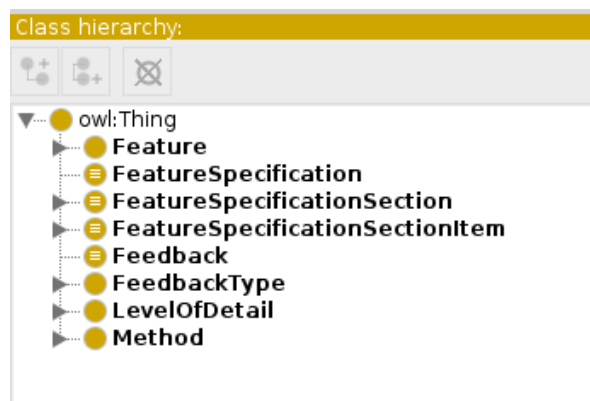 Class hierarchy:
owl:Thing
Feature
FeatureSpecification
FeatureSpecificationSection
FeatureSpecificationSectionItem
Feedback
FeedbackType
LevelOfDetail
Method